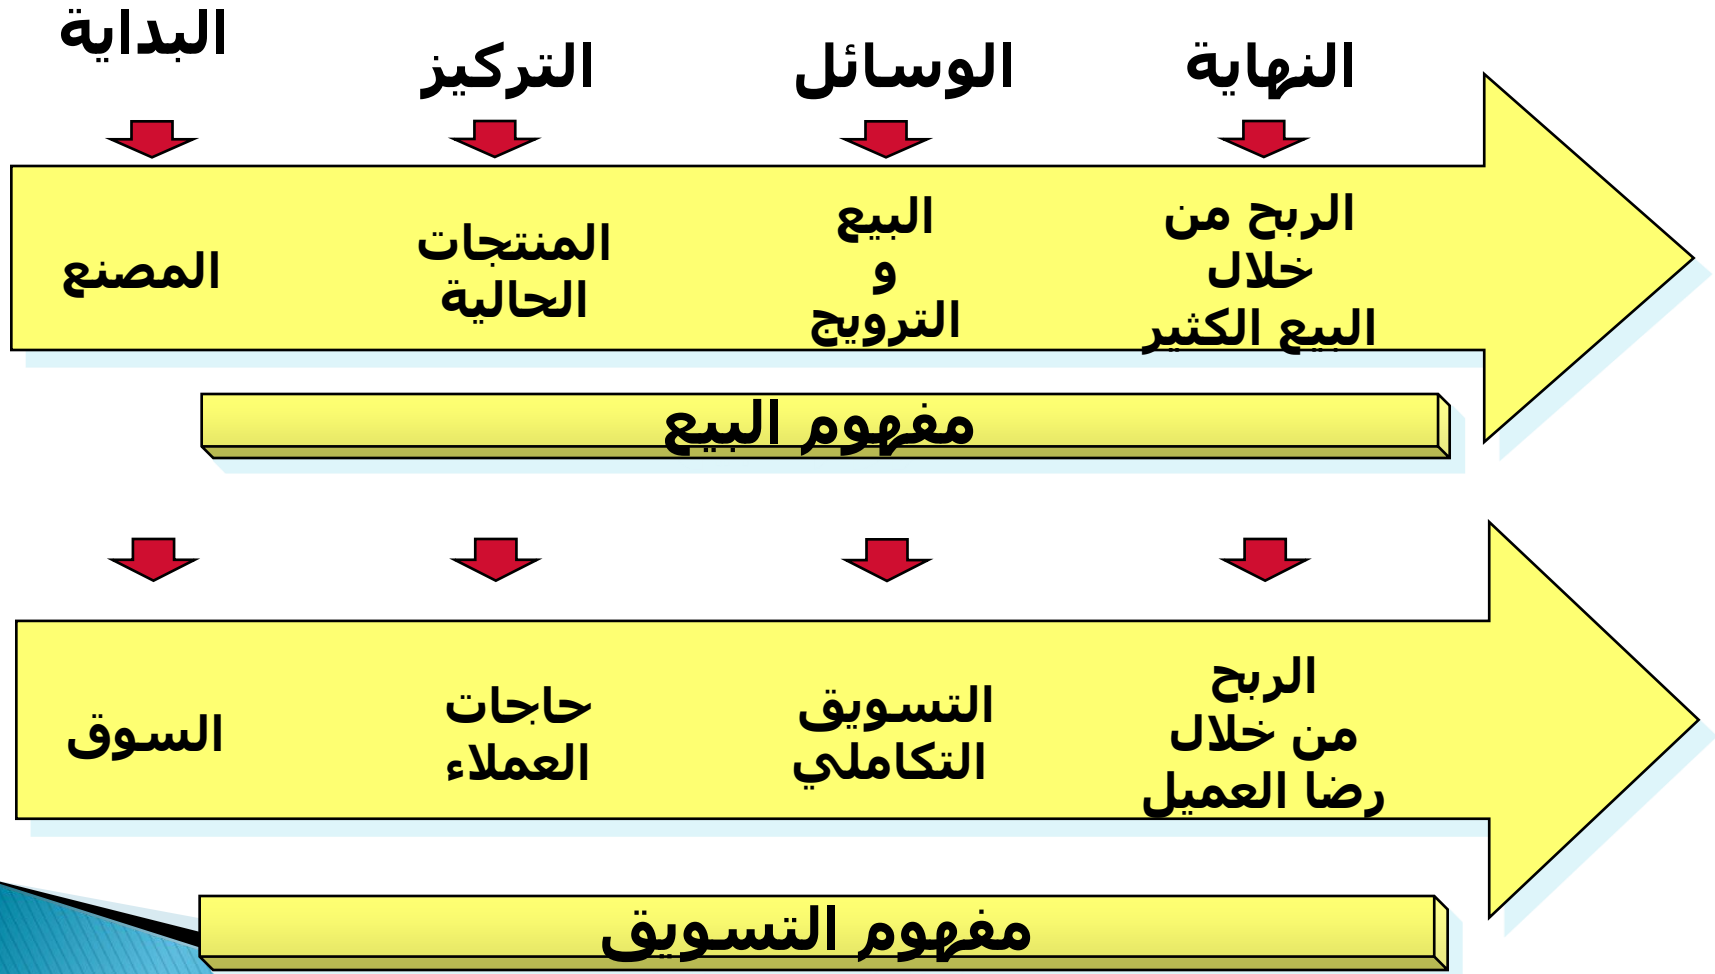 البداية
التركيز
الوسائل
النهاية
المصنع
المنتجات
الحالية
البيع
و
الترويج
الربح من
خلال
البيع الكثير
مفهوم البيع
السوق
حاجات
العملاء
التسويق
التكاملي
الربح
من خلال
رضا العميل
مفهوم التسويق